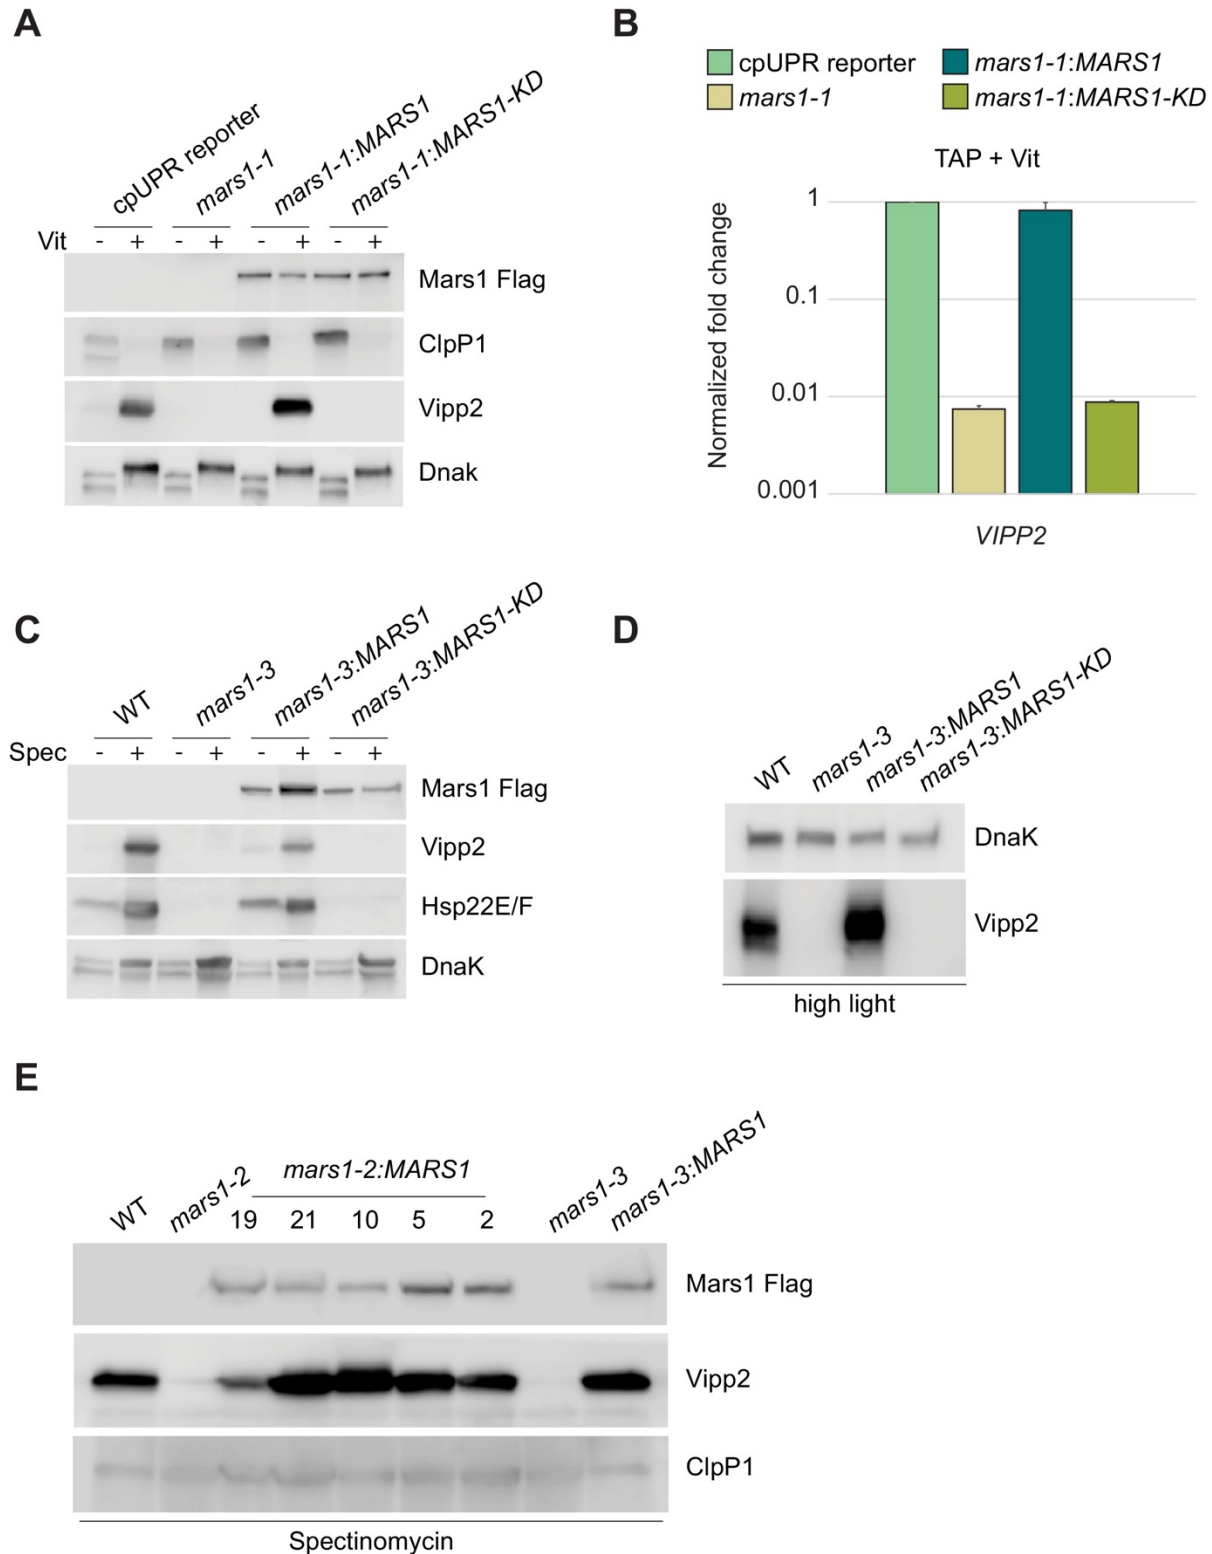 A
cpUPR reporter
mars1-1
mars1-1:MARS1
mars1-1:MARS1-KD
Vit - + - + - + - +
Mars1 Flag
ClpP1
Vipp2
Dnak
B
cpUPR reporter
mars1-1:MARS1
mars1-1
mars1-1:MARS1-KD
TAP + Vit
Normalized fold change
1
0.1
0.01
0.001
VIPP2
C
WT
mars1-3
mars1-3:MARS1
mars1-3:MARS1-KD
Spec - + - + - + - +
Mars1 Flag
Vipp2
Hsp22E/F
DnaK
D
WT
mars1-3
mars1-3:MARS1
mars1-3:MARS1-KD
DnaK
Vipp2
high light
E
WT
mars1-2
mars1-2:MARS1
19 21 10 5 2
mars1-3
mars1-3:MARS1
Mars1 Flag
Vipp2
ClpP1
Spectinomycin